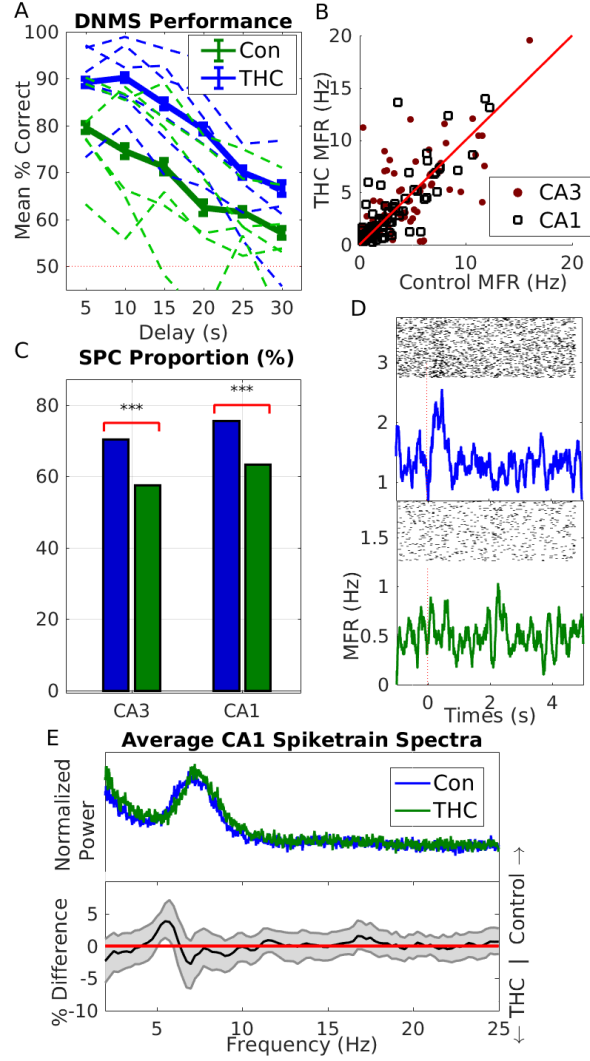 A
DNMS Performance
Mean % Correct
100
90
80
70
60
50
Con
THC
5
10
15
20
25
30
Delay (s)
B
THC MFR (Hz)
20
15
10
5
0
CA3
CA1
0
10
20
Control MFR (Hz)
C
SPC Proportion (%)
80
60
40
20
0
***
***
CA3
CA1
D
3
2
1
1.5
1
0.5
0
MFR (Hz)
0
2
4
Times (s)
E
Average CA1 Spiketrain Spectra
Normalized
Power
Con
THC
% Difference
5
0
-5
-10
5
10
15
20
25
Frequency (Hz)
← THC | Control →